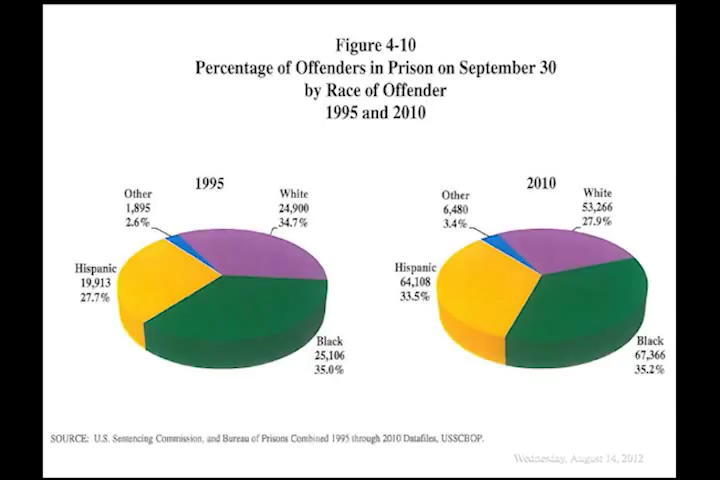 Figure 4-10
Percentage of Offenders in Prison on September 30
by Race of Offender
1995 and 2010
1995
Other
1,895
2.6%
White
24,900
34.7%
Hispanic
19,913
27.7%
Black
25,106
35.0%
2010
Other
6,480
3.4%
White
53,266
27.9%
Hispanic
64,108
33.5%
Black
67,366
35.2%
SOURCE: U.S. Sentencing Commission, and Bureau of Prisons Combined 1995 through 2010 Datafiles, USSCBOP.
Wednesday, August 14, 2012